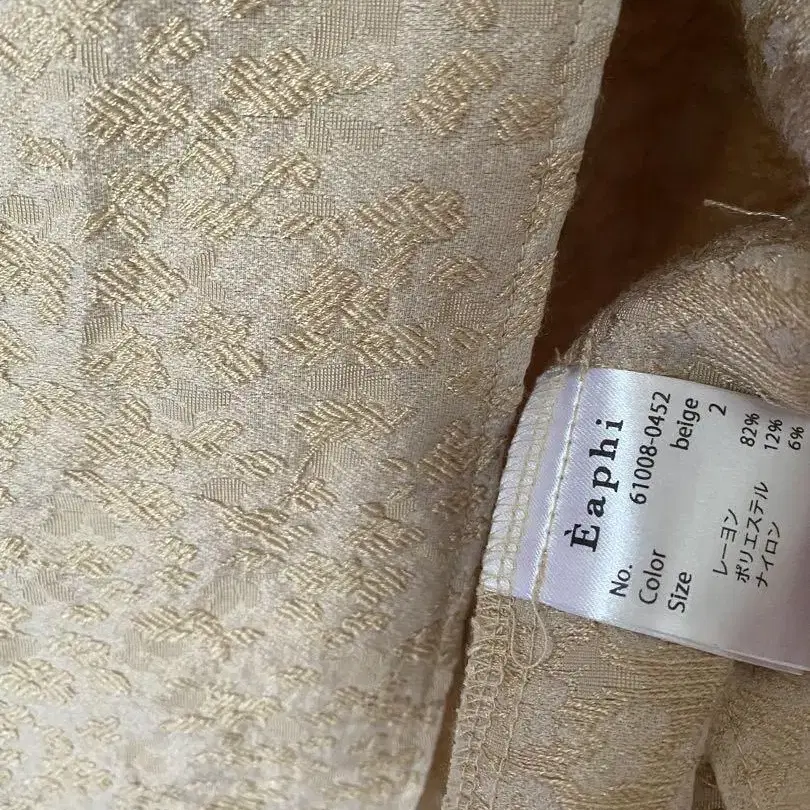 Èaphi
No. 61008-0452
Color beige
Size 2
レーヨン 82%
ポリエステル 12%
ナイロン 6%